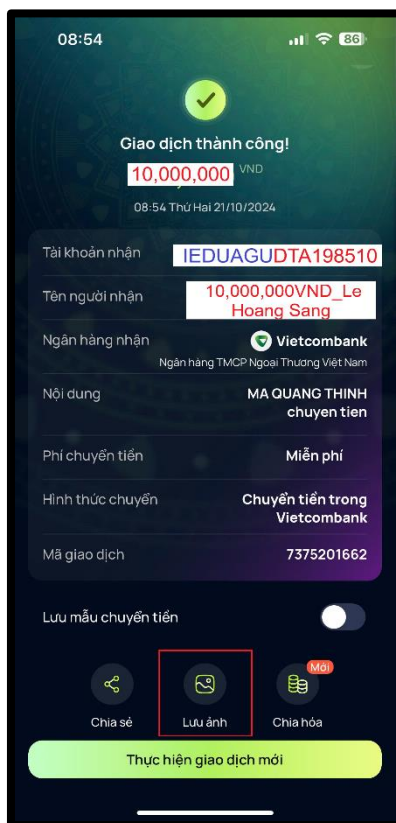 08:54
86
Giao dịch thành công!
10,000,000 VND
08:54 Thứ Hai 21/10/2024
Tài khoản nhận IEDUAGUDTA198510
Tên người nhận 10,000,000VND_Le
Hoang Sang
Ngân hàng nhận Vietcombank
Ngân hàng TMCP Ngoại Thương Việt Nam
Nội dung MA QUANG THINH
chuyen tien
Phí chuyển tiền Miễn phí
Hình thức chuyển Chuyển tiền trong
Vietcombank
Mã giao dịch 7375201662
Lưu mẫu chuyển tiền
Mới
Chia sẻ Lưu ảnh Chia hóa
Thực hiện giao dịch mới